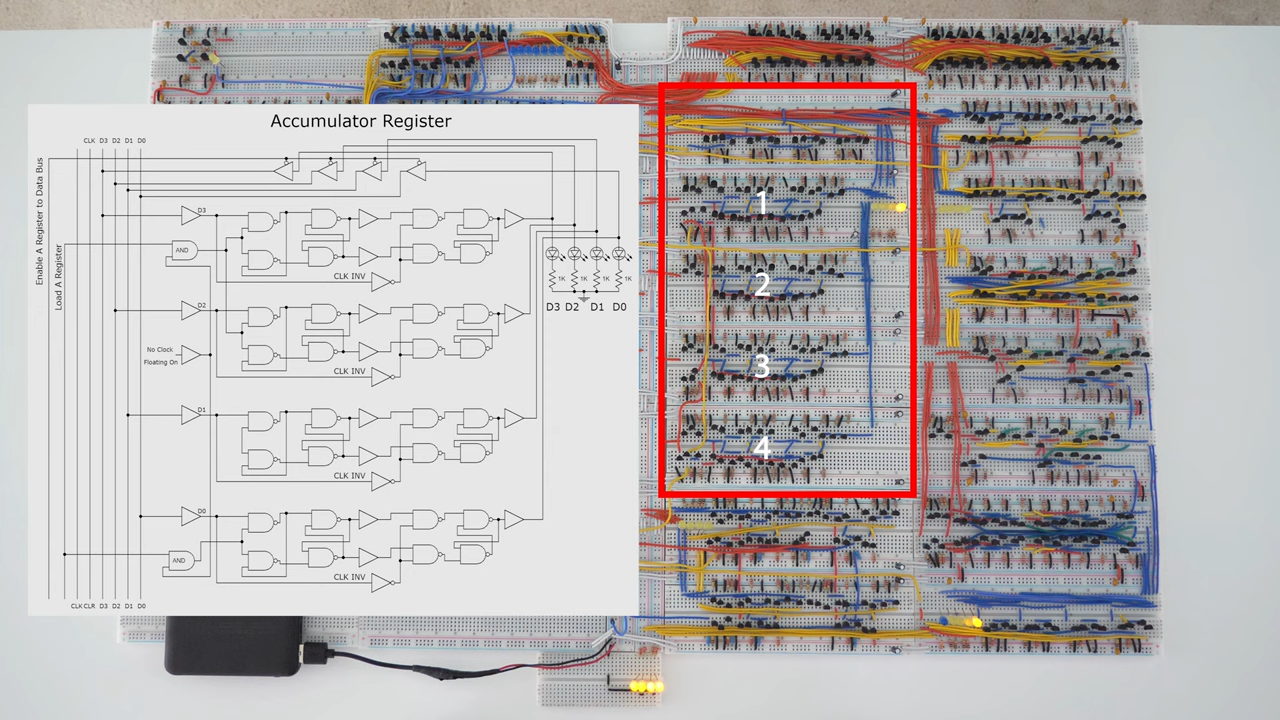 Accumulator Register
CLK D3 D2 D1 D0
Enable A Register to Data Bus
Load A Register
D3
AND
CLK INV
1K 1K 1K 1K
D3 D2 D1 D0
D2
No Clock
Floating On
CLK INV
D1
CLK INV
D0
AND
CLK INV
CLK CLR D3 D2 D1 D0
1
2
3
4